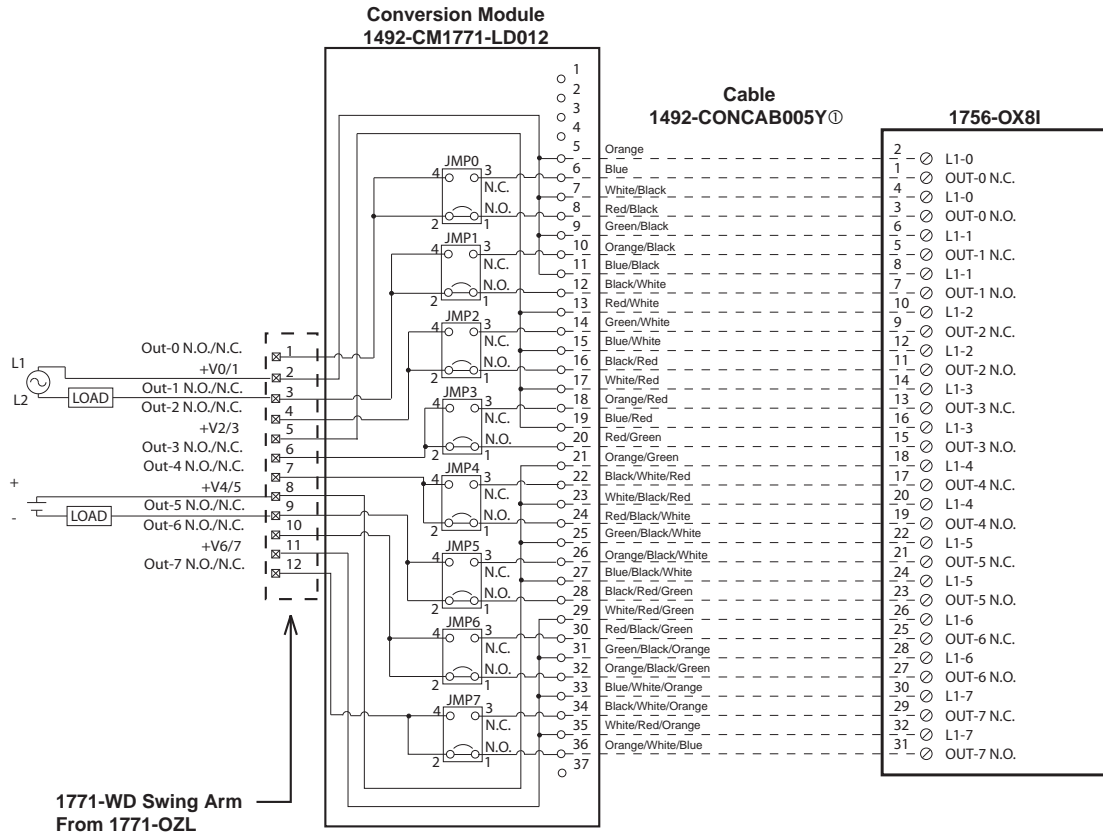 Conversion Module
1492-CM1771-LD012
Cable
1492-CONCAB005Y①
1756-OX8I
1
2
3
4
5 Orange 2 L1-0
6 Blue 1 OUT-0 N.C.
7 White/Black 4 L1-0
8 Red/Black 3 OUT-0 N.O.
9 Green/Black 6 L1-1
10 Orange/Black 5 OUT-1 N.C.
11 Blue/Black 8 L1-1
12 Black/White 7 OUT-1 N.O.
13 Red/White 10 L1-2
14 Green/White 9 OUT-2 N.C.
15 Blue/White 12 L1-2
16 Black/Red 11 OUT-2 N.O.
17 White/Red 14 L1-3
18 Orange/Red 13 OUT-3 N.C.
19 Blue/Red 16 L1-3
20 Red/Green 15 OUT-3 N.O.
21 Orange/Green 18 L1-4
22 Black/White/Red 17 OUT-4 N.C.
23 White/Black/Red 20 L1-4
24 Red/Black/White 19 OUT-4 N.O.
25 Green/Black/White 22 L1-5
26 Orange/Black/White 21 OUT-5 N.C.
27 Blue/Black/White 24 L1-5
28 Black/Red/Green 23 OUT-5 N.O.
29 White/Red/Green 26 L1-6
30 Red/Black/Green 25 OUT-6 N.C.
31 Green/Black/Orange 28 L1-6
32 Orange/Black/Green 27 OUT-6 N.O.
33 Blue/White/Orange 30 L1-7
34 Black/White/Orange 29 OUT-7 N.C.
35 White/Red/Orange 32 L1-7
36 Orange/White/Blue 31 OUT-7 N.O.
37
JMP0
4 3
N.C.
N.O.
2 1
JMP1
4 3
N.C.
N.O.
2 1
JMP2
4 3
N.C.
N.O.
2 1
JMP3
4 3
N.C.
N.O.
2 1
JMP4
4 3
N.C.
N.O.
2 1
JMP5
4 3
N.C.
N.O.
2 1
JMP6
4 3
N.C.
N.O.
2 1
JMP7
4 3
N.C.
N.O.
2 1
Out-0 N.O./N.C. 1
L1 +V0/1 2
L2 LOAD Out-1 N.O./N.C. 3
Out-2 N.O./N.C. 4
+V2/3 5
Out-3 N.O./N.C. 6
Out-4 N.O./N.C. 7
+ +V4/5 8
- LOAD Out-5 N.O./N.C. 9
Out-6 N.O./N.C. 10
+V6/7 11
Out-7 N.O./N.C. 12
1771-WD Swing Arm
From 1771-OZL